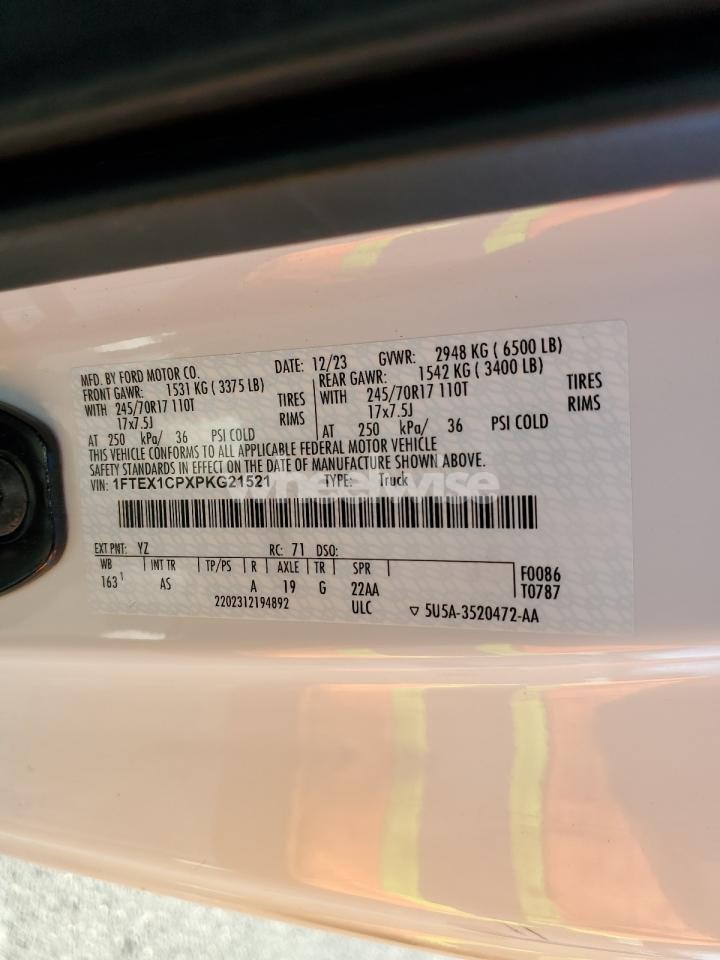 MFD. BY FORD MOTOR CO. DATE: 12/23 GVWR: 2948 KG ( 6500 LB)
FRONT GAWR: 1531 KG ( 3375 LB) REAR GAWR: 1542 KG ( 3400 LB)
WITH 245/70R17 110T TIRES WITH 245/70R17 110T TIRES
17x7.5J RIMS 17x7.5J RIMS
AT 250 kPa/ 36 PSI COLD AT 250 kPa/ 36 PSI COLD
THIS VEHICLE CONFORMS TO ALL APPLICABLE FEDERAL MOTOR VEHICLE
SAFETY STANDARDS IN EFFECT ON THE DATE OF MANUFACTURE SHOWN ABOVE.
VIN: 1FTEX1CPXPKG21521 TYPE: Truck
wheelwise
EXT PNT: YZ RC: 71 DSO:
WB INT TR TP/PS R AXLE TR SPR F0086
163¹ AS A 19 G 22AA T0787
2202312194892 ULC ▽ 5U5A-3520472-AA